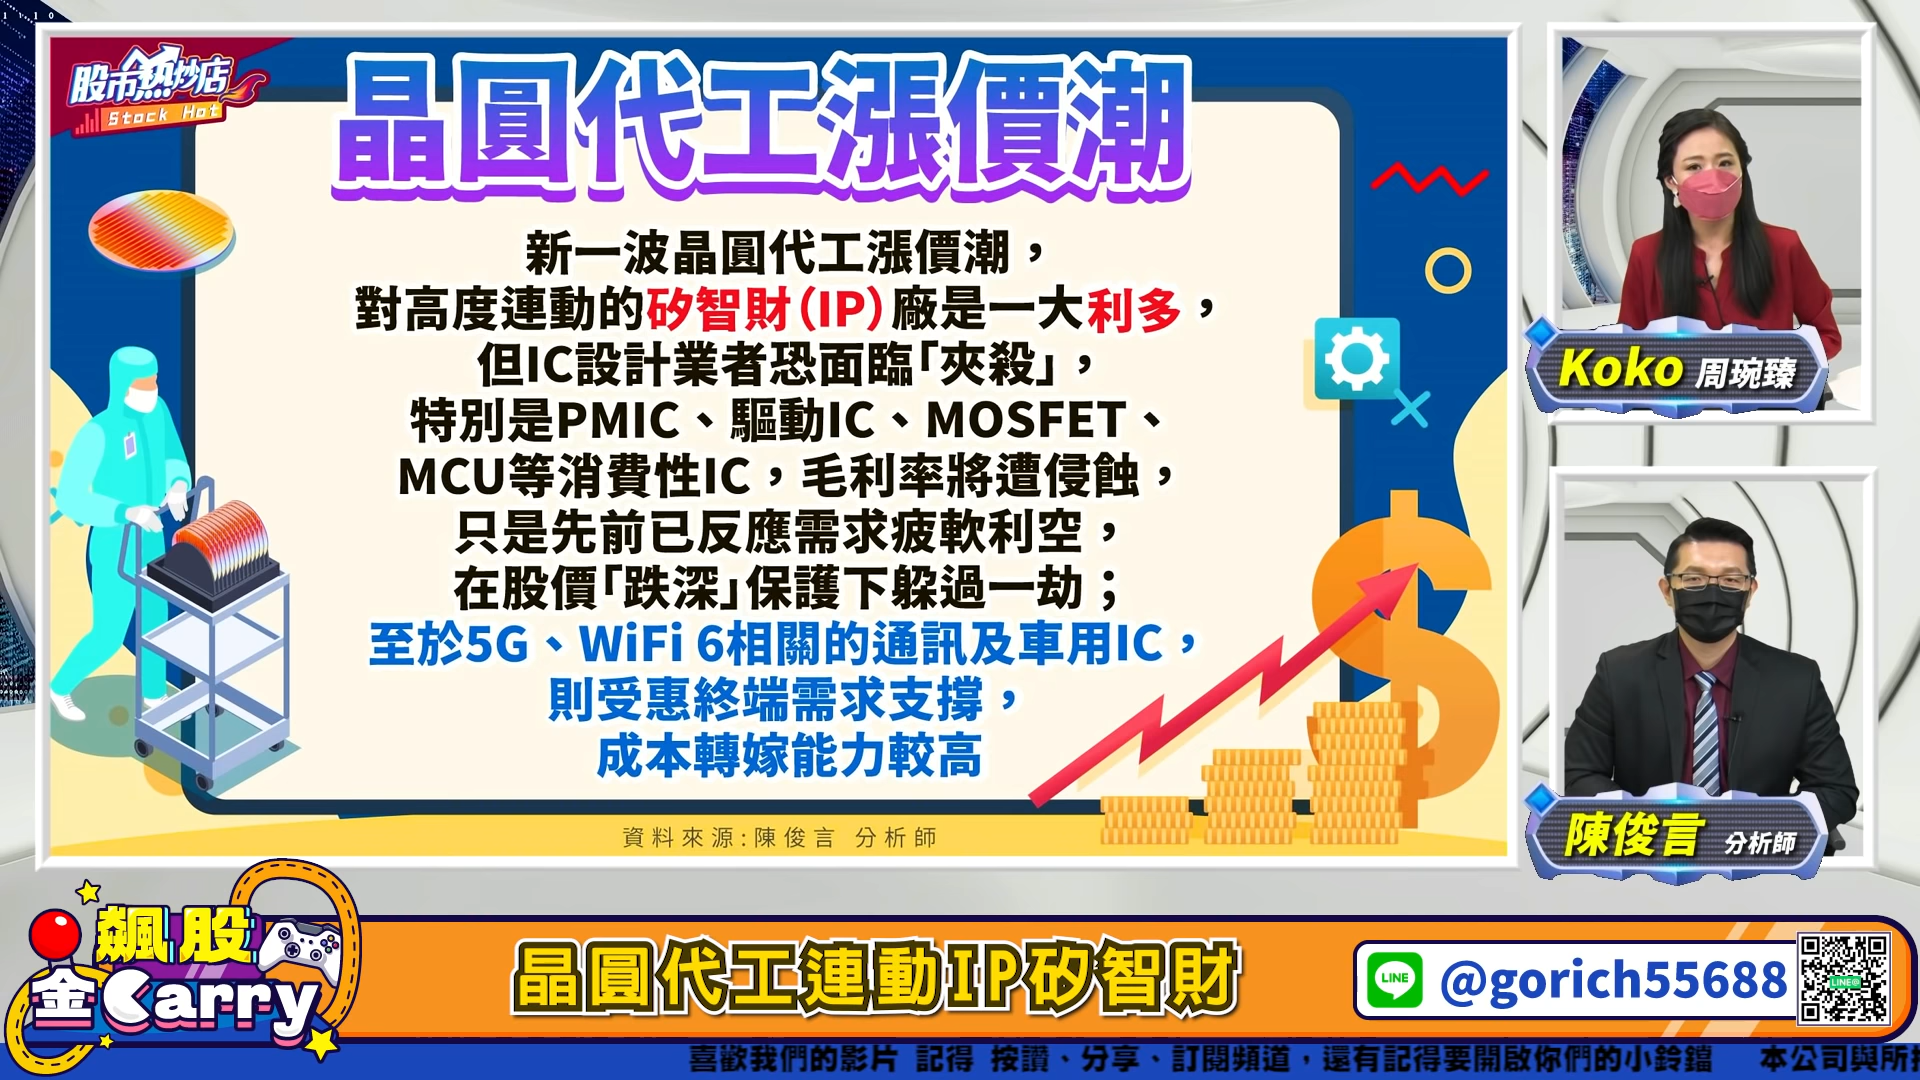 股市熱炒店
Stock Hot
晶圓代工漲價潮
新一波晶圓代工漲價潮，
對高度連動的矽智財(IP)廠是一大利多，
但IC設計業者恐面臨「夾殺」，
特別是PMIC、驅動IC、MOSFET、
MCU等消費性IC，毛利率將遭侵蝕，
只是先前已反應需求疲軟利空，
在股價「跌深」保護下躲過一劫；
至於5G、WiFi 6相關的通訊及車用IC，
則受惠終端需求支撐，
成本轉嫁能力較高
資料來源:陳俊言 分析師
Koko 周琬臻
陳俊言 分析師
飆股
金Carry
晶圓代工連動IP矽智財
LINE
@gorich55688
LINE@
喜歡我們的影片 記得 按讚、分享、訂閱頻道，還有記得要開啟你們的小鈴鐺 本公司與所